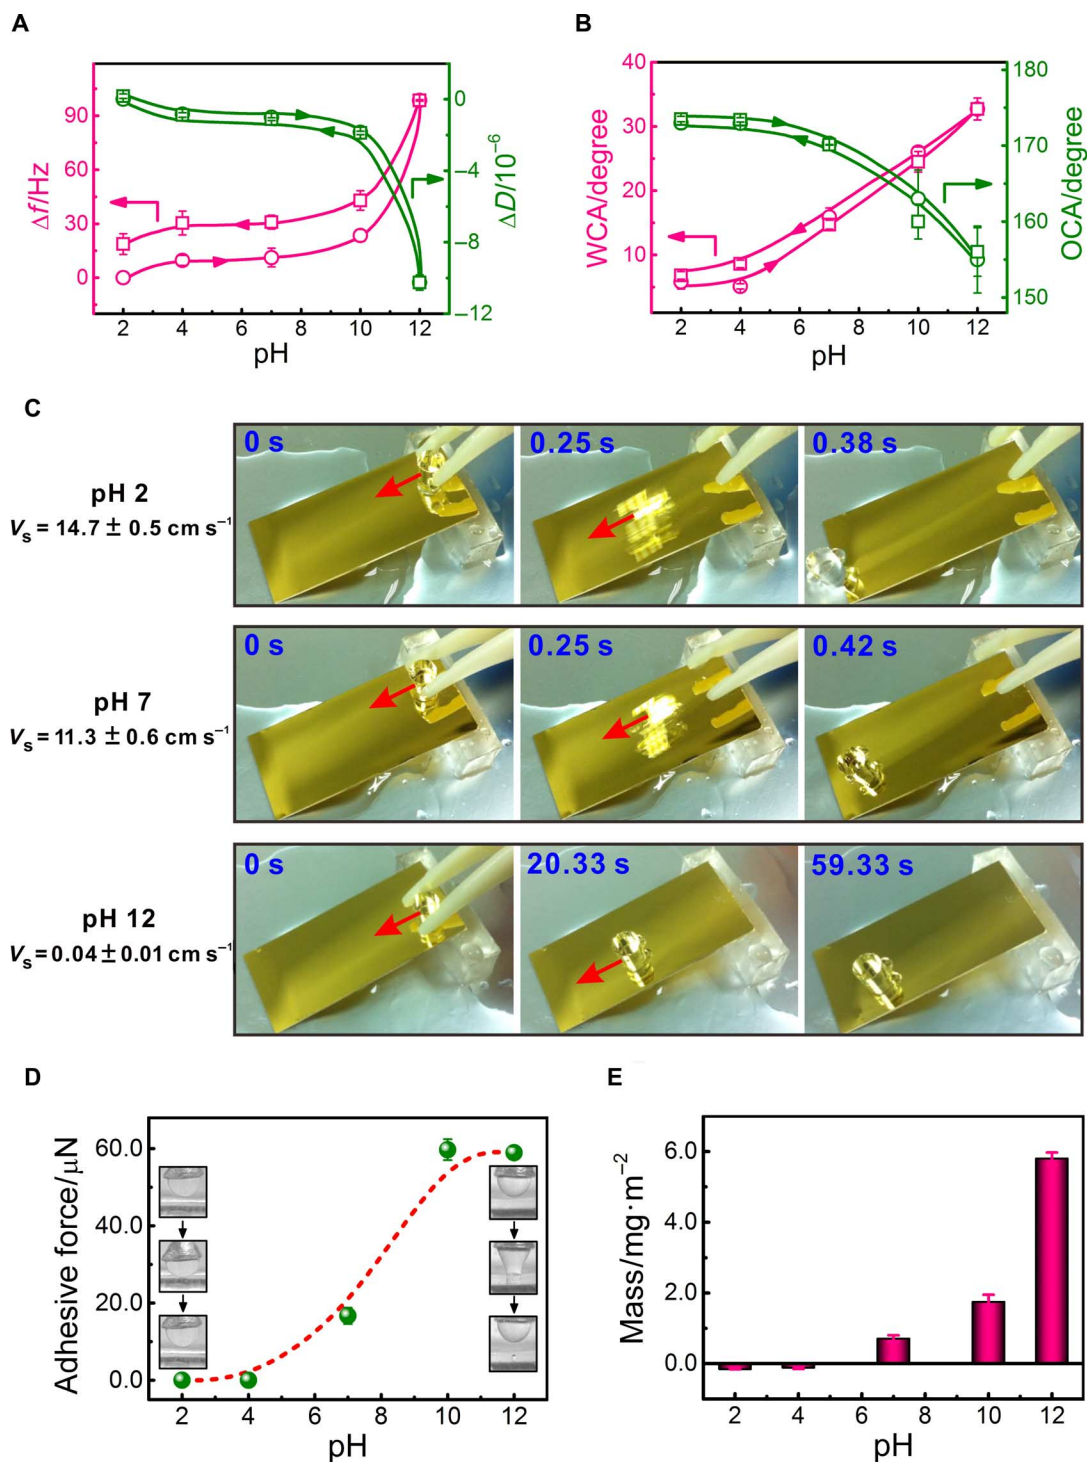 A
Δf/Hz
90
60
30
0
0
−4
−8
−12
ΔD/10⁻⁶
2 4 6 8 10 12
pH
B
WCA/degree
40
30
20
10
180
170
160
150
OCA/degree
2 4 6 8 10 12
pH
C
pH 2
Vs = 14.7 ± 0.5 cm s⁻¹
0 s 0.25 s 0.38 s
pH 7
Vs = 11.3 ± 0.6 cm s⁻¹
0 s 0.25 s 0.42 s
pH 12
Vs = 0.04 ± 0.01 cm s⁻¹
0 s 20.33 s 59.33 s
D
Adhesive force/μN
60.0
40.0
20.0
0.0
2 4 6 8 10 12
pH
E
Mass/mg·m⁻²
6.0
4.0
2.0
0.0
2 4 6 8 10 12
pH